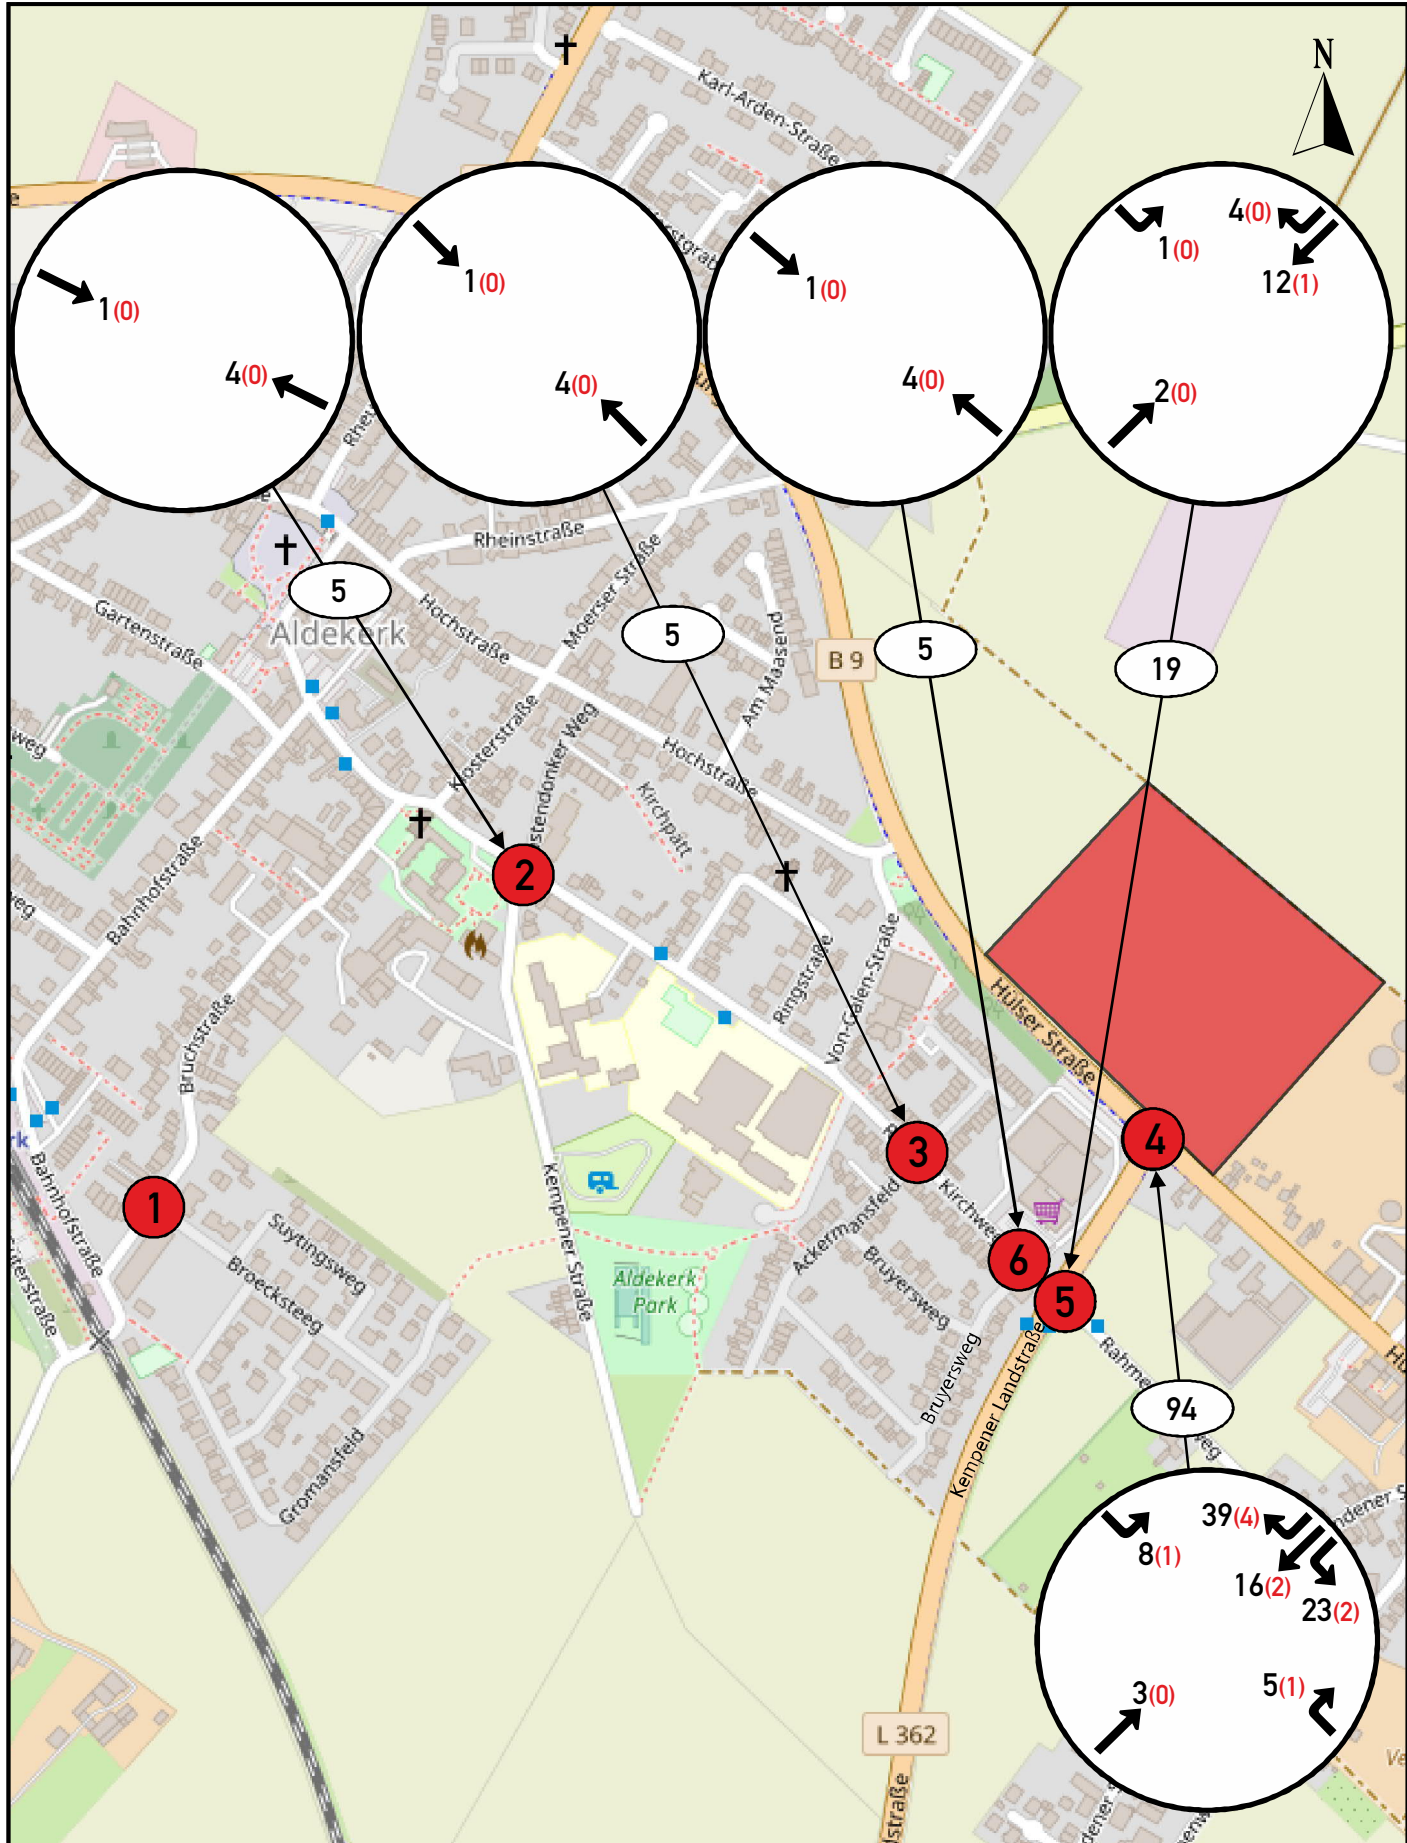 N
Karl-Arden-Straße
4(0)
1(0)
12(1)
1(0)
1(0)
1(0)
4(0)
4(0)
4(0)
2(0)
Rheinstraße
Moerser Straße
5
Gartenstraße
Aldekerk
Hochstraße
5
5
B 9
19
Am Maasepud
Klosterstraße
Hochstraße
weg
Kirchpatt
Bahnhofstraße
2
weg
Ringstraße
Von-Galen-Straße
Hülser Straße
Bruchstraße
rk
Bahnhofstraße
1
3
4
Kempener Straße
Ackermansfeld
Kirchweg
Suytingsweg
Broecksteeg
Bruyersweg
6
5
Aldekerk
Park
Bruyersweg
Kempener Landstraße
94
Gromansfeld
39(4)
8(1)
16(2)
23(2)
3(0)
5(1)
L 362